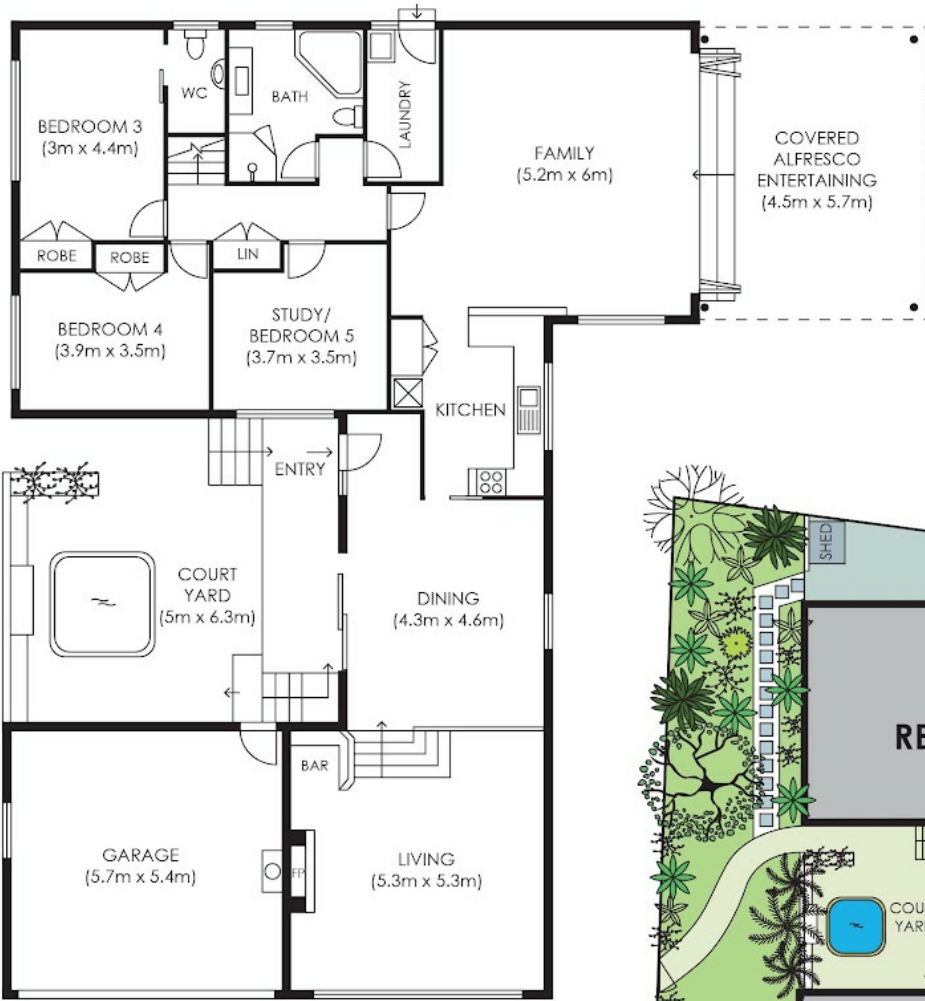 WC
BATH
LAUNDRY
BEDROOM 3
(3m x 4.4m)
FAMILY
(5.2m x 6m)
COVERED
ALFRESCO
ENTERTAINING
(4.5m x 5.7m)
ROBE
ROBE
LIN
BEDROOM 4
(3.9m x 3.5m)
STUDY/
BEDROOM 5
(3.7m x 3.5m)
KITCHEN
ENTRY
COURT
YARD
(5m x 6.3m)
DINING
(4.3m x 4.6m)
BAR
GARAGE
(5.7m x 5.4m)
FP
LIVING
(5.3m x 5.3m)
SHED
RE
COU
YAR